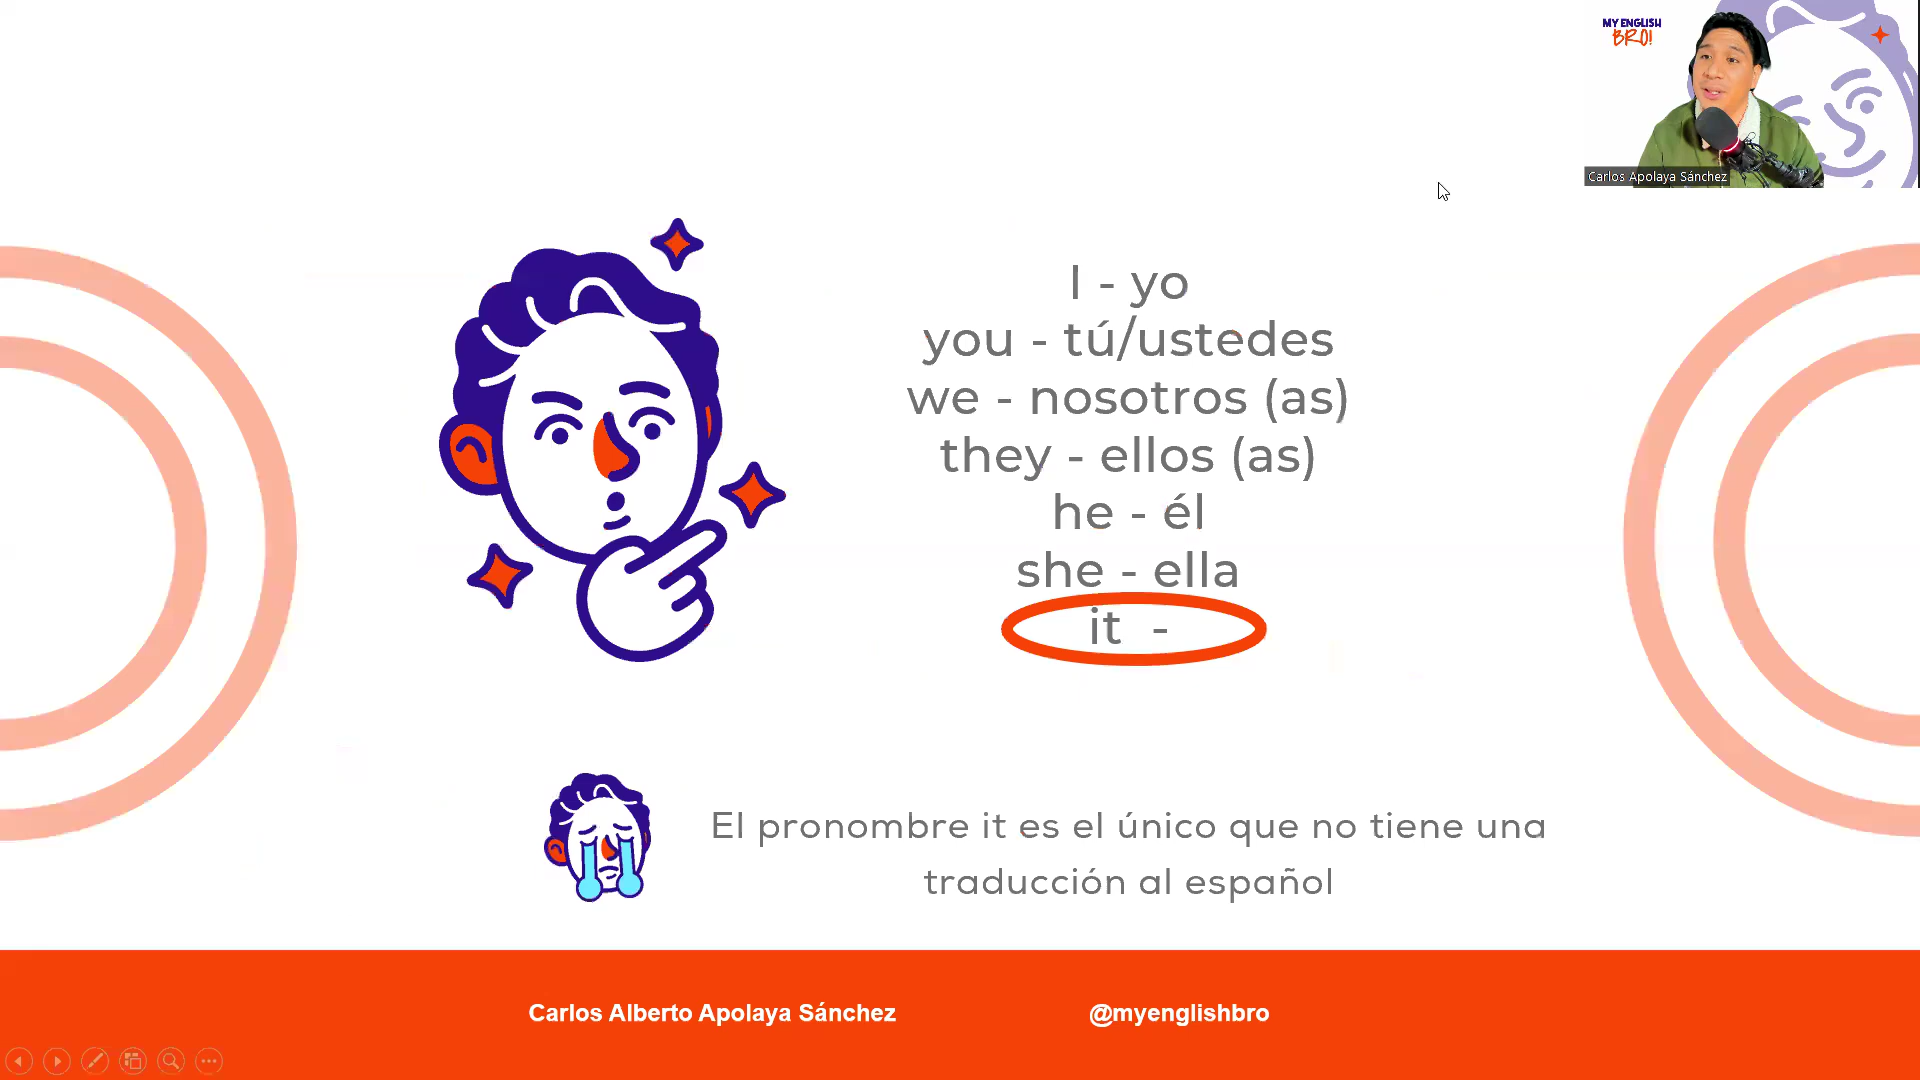 MY ENGLISH
BRO!
Carlos Apolaya Sánchez
I - yo
you - tú/ustedes
we - nosotros (as)
they - ellos (as)
he - él
she - ella
it -
El pronombre it es el único que no tiene una
traducción al español
Carlos Alberto Apolaya Sánchez
@myenglishbro